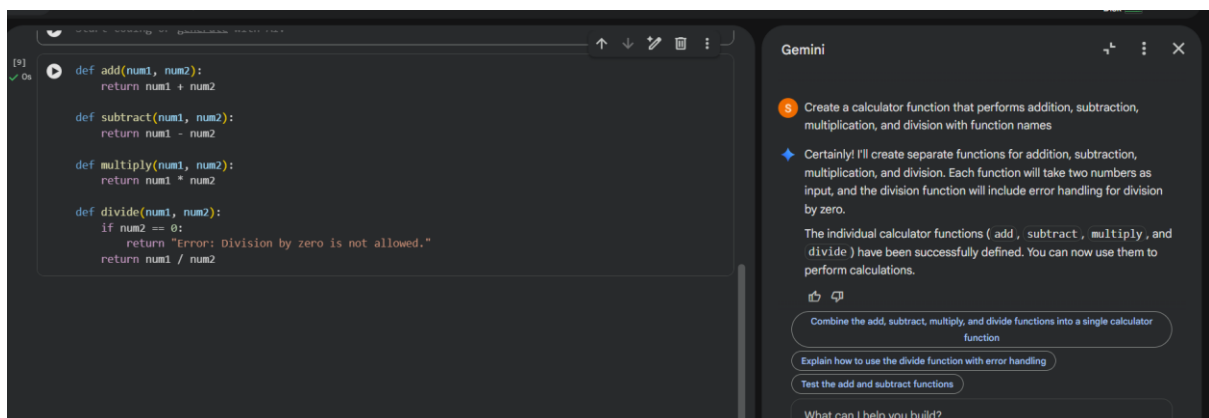 [9]
0s
def add(num1, num2):
return num1 + num2
def subtract(num1, num2):
return num1 - num2
def multiply(num1, num2):
return num1 * num2
def divide(num1, num2):
if num2 == 0:
return "Error: Division by zero is not allowed."
return num1 / num2
Gemini
S
Create a calculator function that performs addition, subtraction,
multiplication, and division with function names
Certainly! I'll create separate functions for addition, subtraction,
multiplication, and division. Each function will take two numbers as
input, and the division function will include error handling for division
by zero.
The individual calculator functions ( add , subtract , multiply , and
divide ) have been successfully defined. You can now use them to
perform calculations.
Combine the add, subtract, multiply, and divide functions into a single calculator
function
Explain how to use the divide function with error handling
Test the add and subtract functions
What can I help you build?